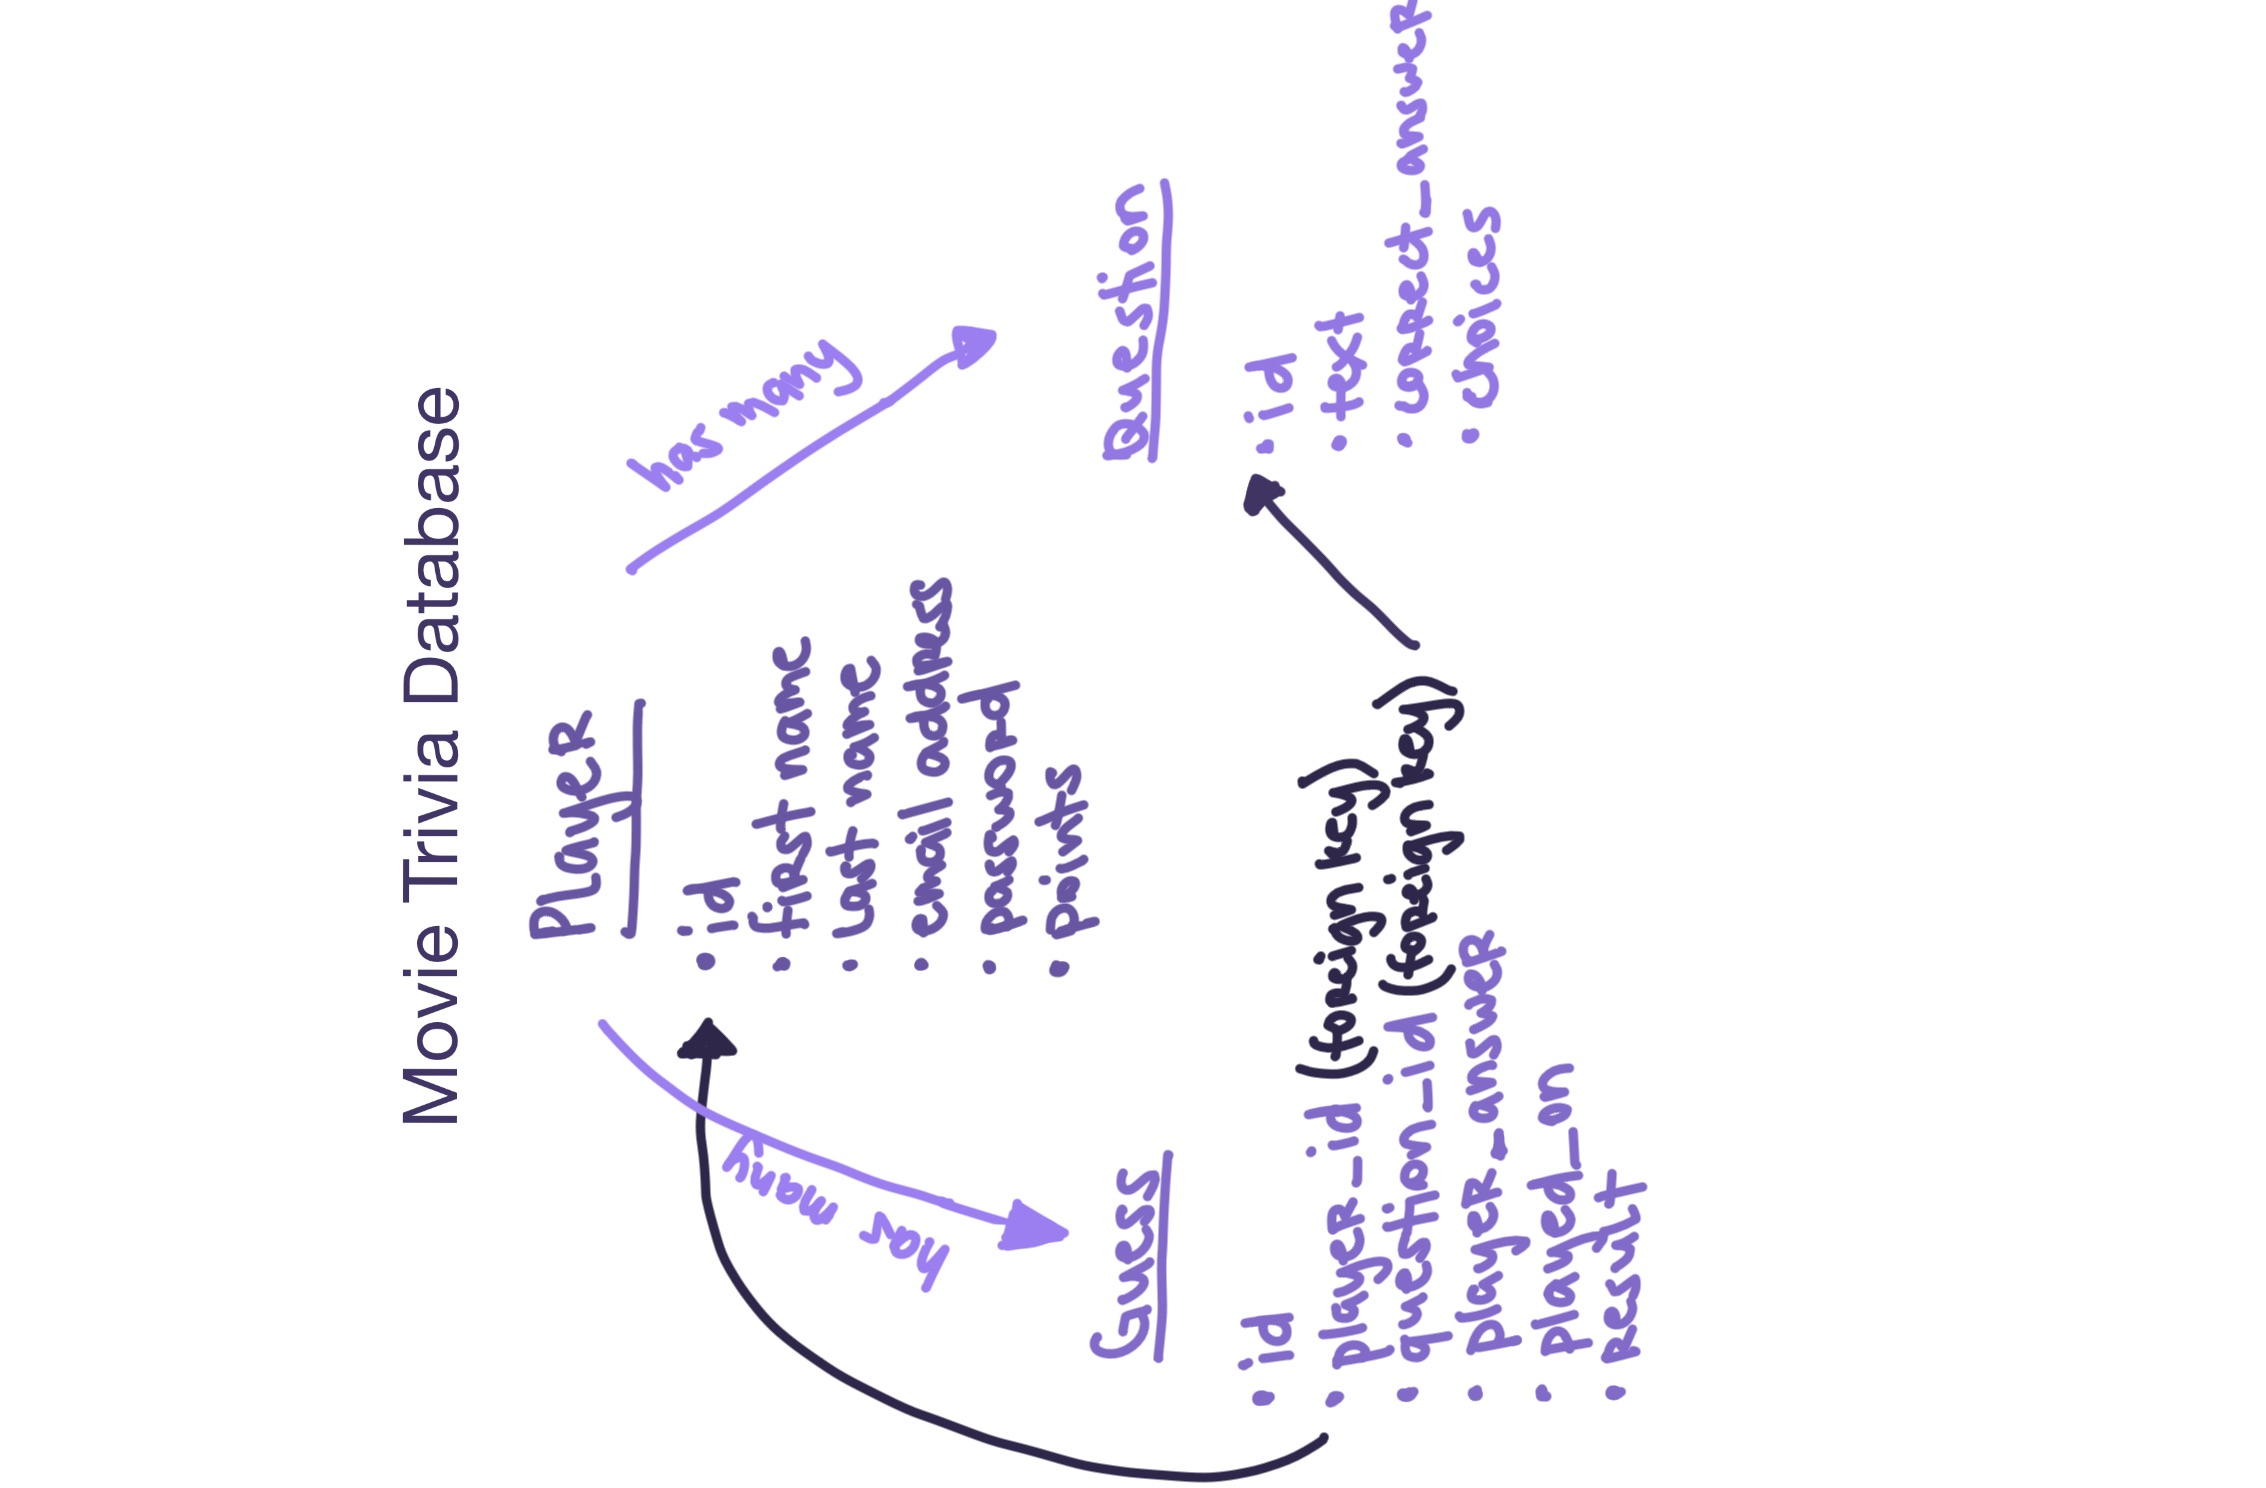 Movie Trivia Database
Player
has many
has many
• id
• first name
• last name
• email address
• password
• points
Guess
• id
• player_id (foreign key)
• question_id (foreign key)
• player_answer
• played_on
• result
Question
• id
• text
• correct_answer
• choices